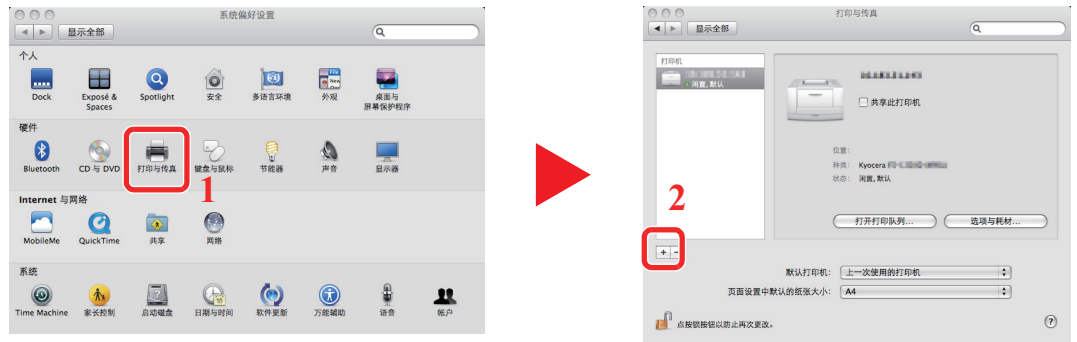 系统偏好设置
显示全部
个人
Dock
Exposé &
Spaces
Spotlight
安全
多语言环境
外观
桌面与
屏幕保护程序
硬件
Bluetooth
CD 与 DVD
打印与传真
键盘与鼠标
节能器
声音
显示器
1
Internet 与网络
MobileMe
QuickTime
共享
网络
系统
Time Machine
家长控制
启动磁盘
日期与时间
软件更新
万能辅助
语音
帐户
打印与传真
显示全部
打印机
闲置, 默认
共享此打印机
位置:
种类: Kyocera
状态: 闲置, 默认
2
打开打印队列...
选项与耗材...
+ -
默认打印机: 上一次使用的打印机
页面设置中默认的纸张大小: A4
点按锁按钮以防止再次更改。
?